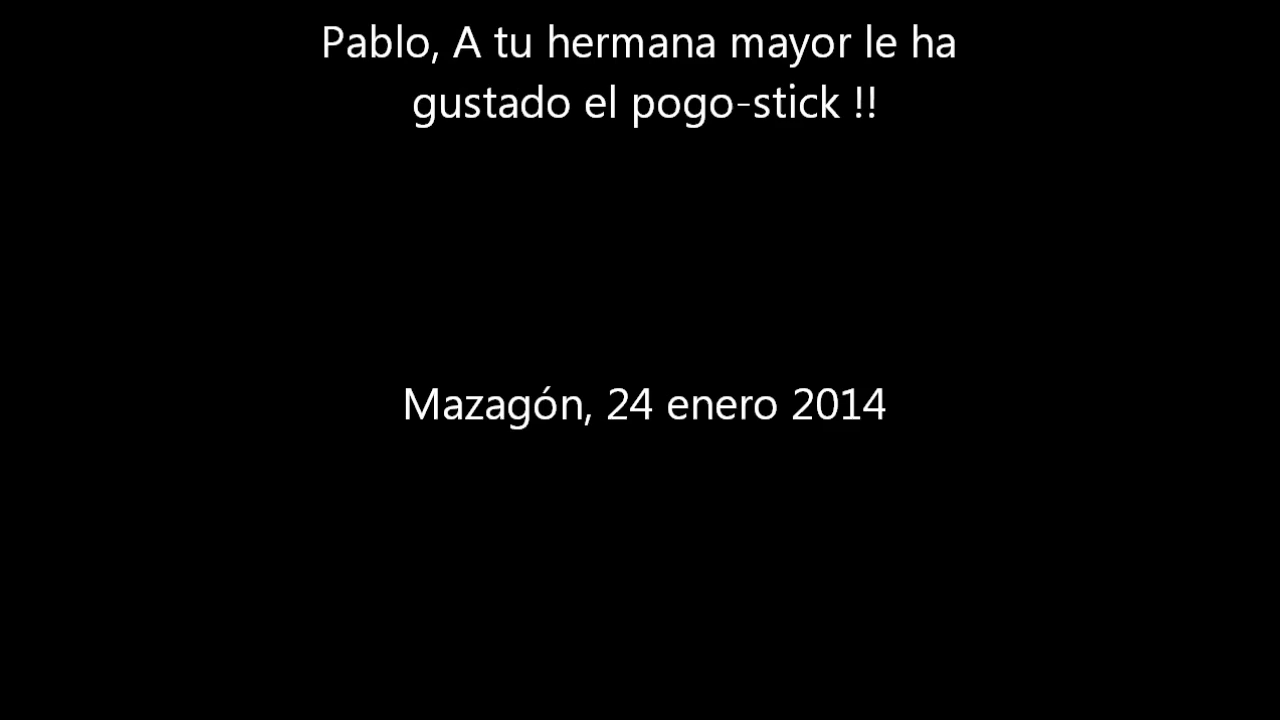 Pablo, A tu hermana mayor le ha
gustado el pogo-stick !!
Mazagón, 24 enero 2014